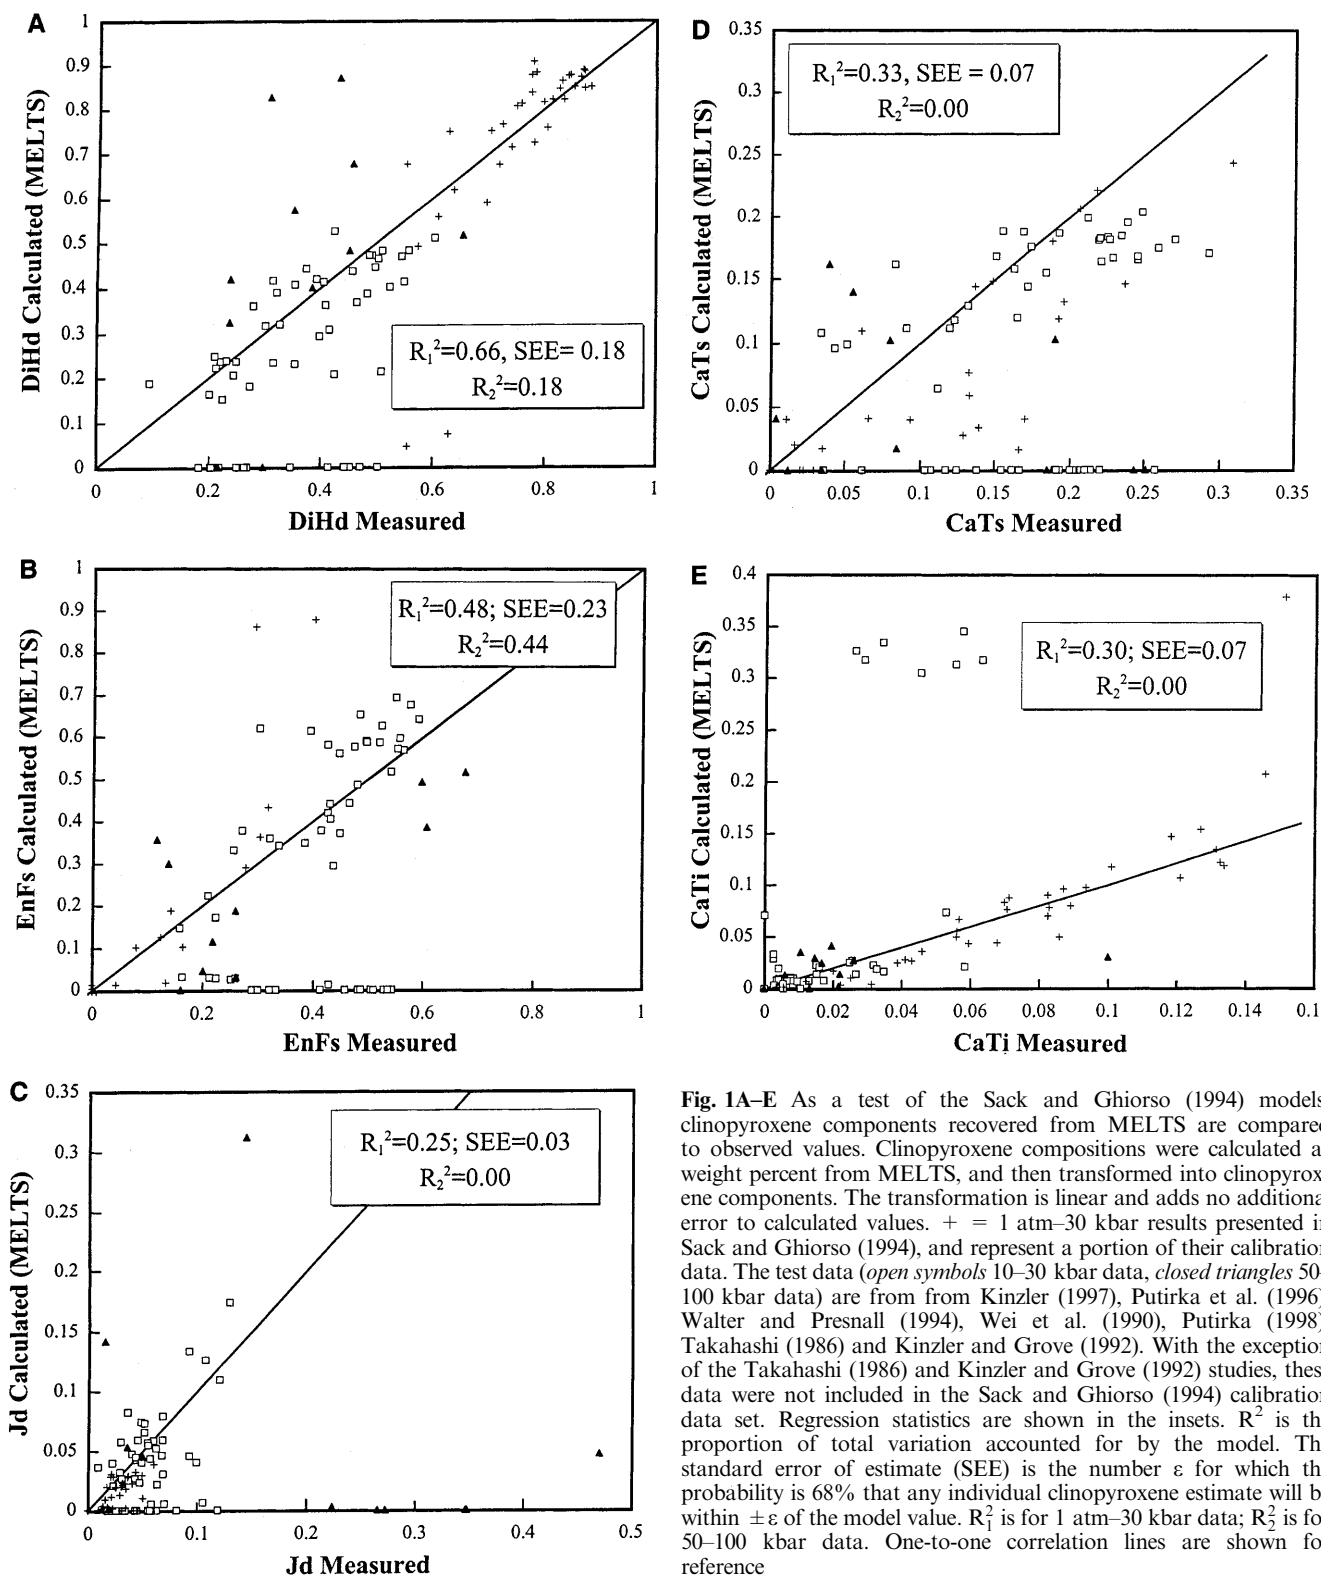 A
1
0.9
0.8
0.7
0.6
0.5
0.4
0.3
0.2
0.1
0
DiHd Calculated (MELTS)
R₁²=0.66, SEE= 0.18
R₂²=0.18
0 0.2 0.4 0.6 0.8 1
DiHd Measured
B
1
0.9
0.8
0.7
0.6
0.5
0.4
0.3
0.2
0.1
0
EnFs Calculated (MELTS)
R₁²=0.48; SEE=0.23
R₂²=0.44
0 0.2 0.4 0.6 0.8 1
EnFs Measured
C
0.35
0.3
0.25
0.2
0.15
0.1
0.05
0
Jd Calculated (MELTS)
R₁²=0.25; SEE=0.03
R₂²=0.00
0 0.1 0.2 0.3 0.4 0.5
Jd Measured
D
0.35
0.3
0.25
0.2
0.15
0.1
0.05
0
CaTs Calculated (MELTS)
R₁²=0.33, SEE = 0.07
R₂²=0.00
0 0.05 0.1 0.15 0.2 0.25 0.3 0.35
CaTs Measured
E
0.4
0.35
0.3
0.25
0.2
0.15
0.1
0.05
0
CaTi Calculated (MELTS)
R₁²=0.30; SEE=0.07
R₂²=0.00
0 0.02 0.04 0.06 0.08 0.1 0.12 0.14 0.1
CaTi Measured
Fig. 1A–E As a test of the Sack and Ghiorso (1994) models
clinopyroxene components recovered from MELTS are compare
to observed values. Clinopyroxene compositions were calculated a
weight percent from MELTS, and then transformed into clinopyrox
ene components. The transformation is linear and adds no additiona
error to calculated values. + = 1 atm–30 kbar results presented i
Sack and Ghiorso (1994), and represent a portion of their calibratio
data. The test data (open symbols 10–30 kbar data, closed triangles 50–
100 kbar data) are from from Kinzler (1997), Putirka et al. (1996)
Walter and Presnall (1994), Wei et al. (1990), Putirka (1998)
Takahashi (1986) and Kinzler and Grove (1992). With the exceptio
of the Takahashi (1986) and Kinzler and Grove (1992) studies, thes
data were not included in the Sack and Ghiorso (1994) calibratio
data set. Regression statistics are shown in the insets. R² is th
proportion of total variation accounted for by the model. Th
standard error of estimate (SEE) is the number ε for which th
probability is 68% that any individual clinopyroxene estimate will b
within ±ε of the model value. R₁² is for 1 atm–30 kbar data; R₂² is fo
50–100 kbar data. One-to-one correlation lines are shown fo
reference